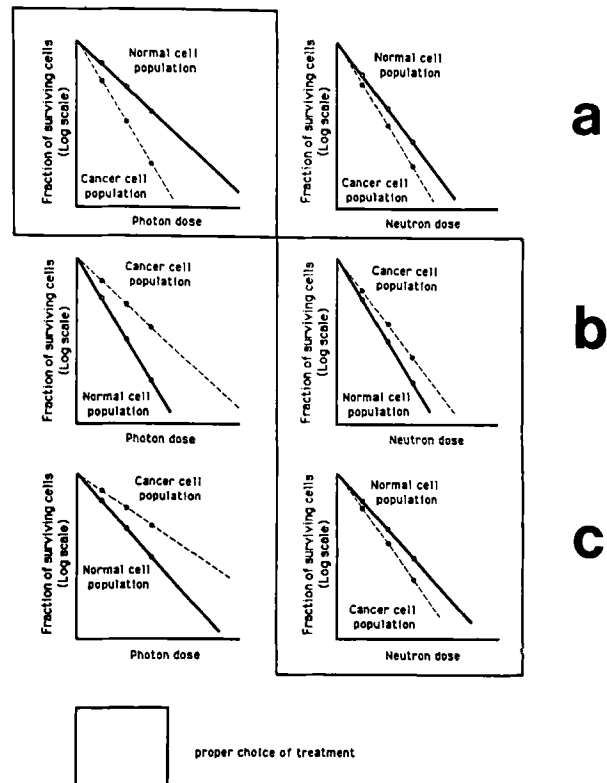 Fraction of surviving cells
(Log scale)
Normal cell
population
Cancer cell
population
Photon dose
Fraction of surviving cells
(Log scale)
Normal cell
population
Cancer cell
population
Neutron dose
a
Fraction of surviving cells
(Log scale)
Cancer cell
population
Normal cell
population
Photon dose
Fraction of surviving cells
(Log scale)
Cancer cell
population
Normal cell
population
Neutron dose
b
Fraction of surviving cells
(Log scale)
Cancer cell
population
Normal cell
population
Photon dose
Fraction of surviving cells
(Log scale)
Normal cell
population
Cancer cell
population
Neutron dose
c
proper choice of treatment